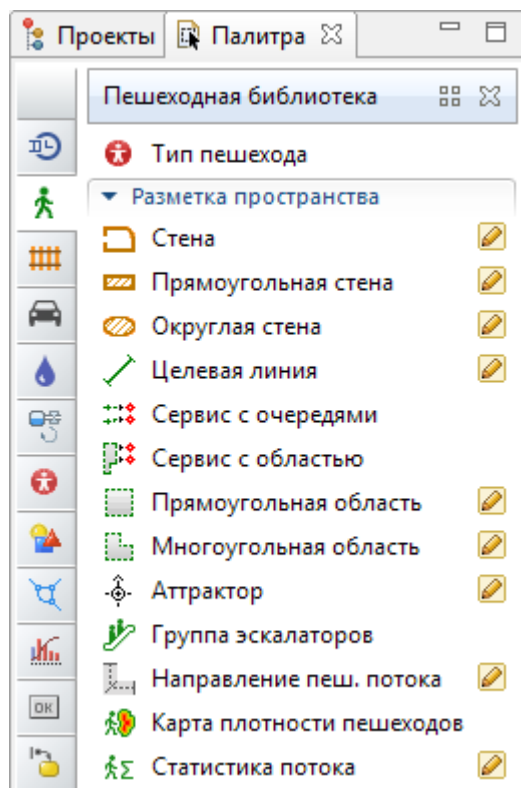 Проекты Палитра
Пешеходная библиотека
Тип пешехода
Разметка пространства
Стена
Прямоугольная стена
Округлая стена
Целевая линия
Сервис с очередями
Сервис с областью
Прямоугольная область
Многоугольная область
Аттрактор
Группа эскалаторов
Направление пеш. потока
Карта плотности пешеходов
OK
Статистика потока